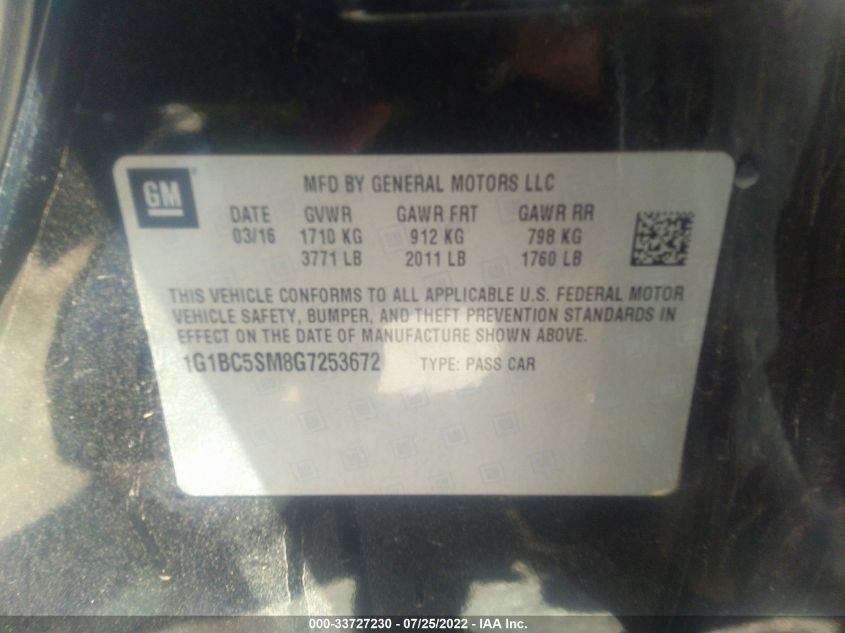 GM
MFD BY GENERAL MOTORS LLC
DATE GVWR GAWR FRT GAWR RR
03/16 1710 KG 912 KG 798 KG
3771 LB 2011 LB 1760 LB
THIS VEHICLE CONFORMS TO ALL APPLICABLE U.S. FEDERAL MOTOR
VEHICLE SAFETY, BUMPER, AND THEFT PREVENTION STANDARDS IN
EFFECT ON THE DATE OF MANUFACTURE SHOWN ABOVE.
1G1BC5SM8G7253672 TYPE: PASS CAR
000-33727230 - 07/25/2022 - IAA Inc.